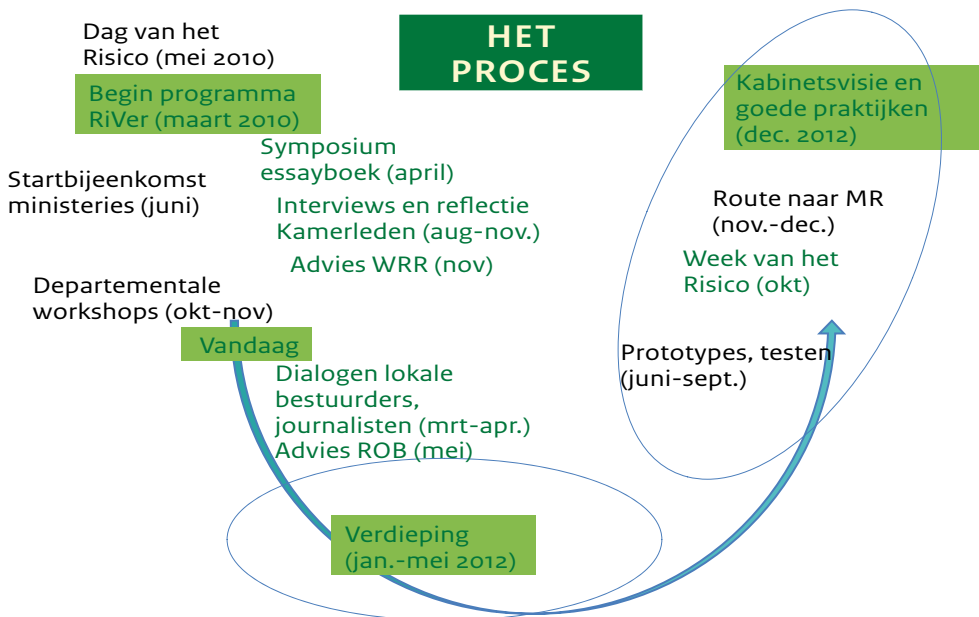 HET
PROCES
Dag van het
Risico (mei 2010)
Begin programma
RiVer (maart 2010)
Symposium
essayboek (april)
Startbijeenkomst
ministeries (juni)
Interviews en reflectie
Kamerleden (aug-nov.)
Advies WRR (nov)
Departementale
workshops (okt-nov)
Vandaag
Dialogen lokale
bestuurders,
journalisten (mrt-apr.)
Advies ROB (mei)
Verdieping
(jan.-mei 2012)
Prototypes, testen
(juni-sept.)
Week van het
Risico (okt)
Route naar MR
(nov.-dec.)
Kabinetsvisie en
goede praktijken
(dec. 2012)